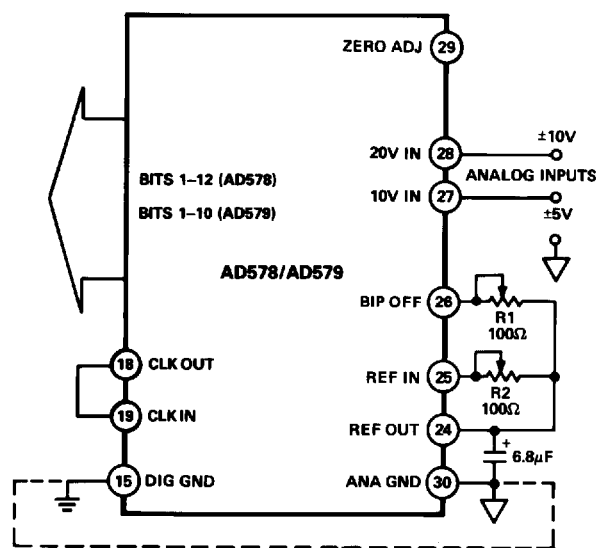 ZERO ADJ 29
20V IN 28 ±10V
ANALOG INPUTS
10V IN 27 ±5V
BITS 1–12 (AD578)
BITS 1–10 (AD579)
AD578/AD579
BIP OFF 26
R1
100Ω
18 CLK OUT
REF IN 25
R2
100Ω
19 CLK IN
REF OUT 24
+
6.8μF
15 DIG GND
ANA GND 30